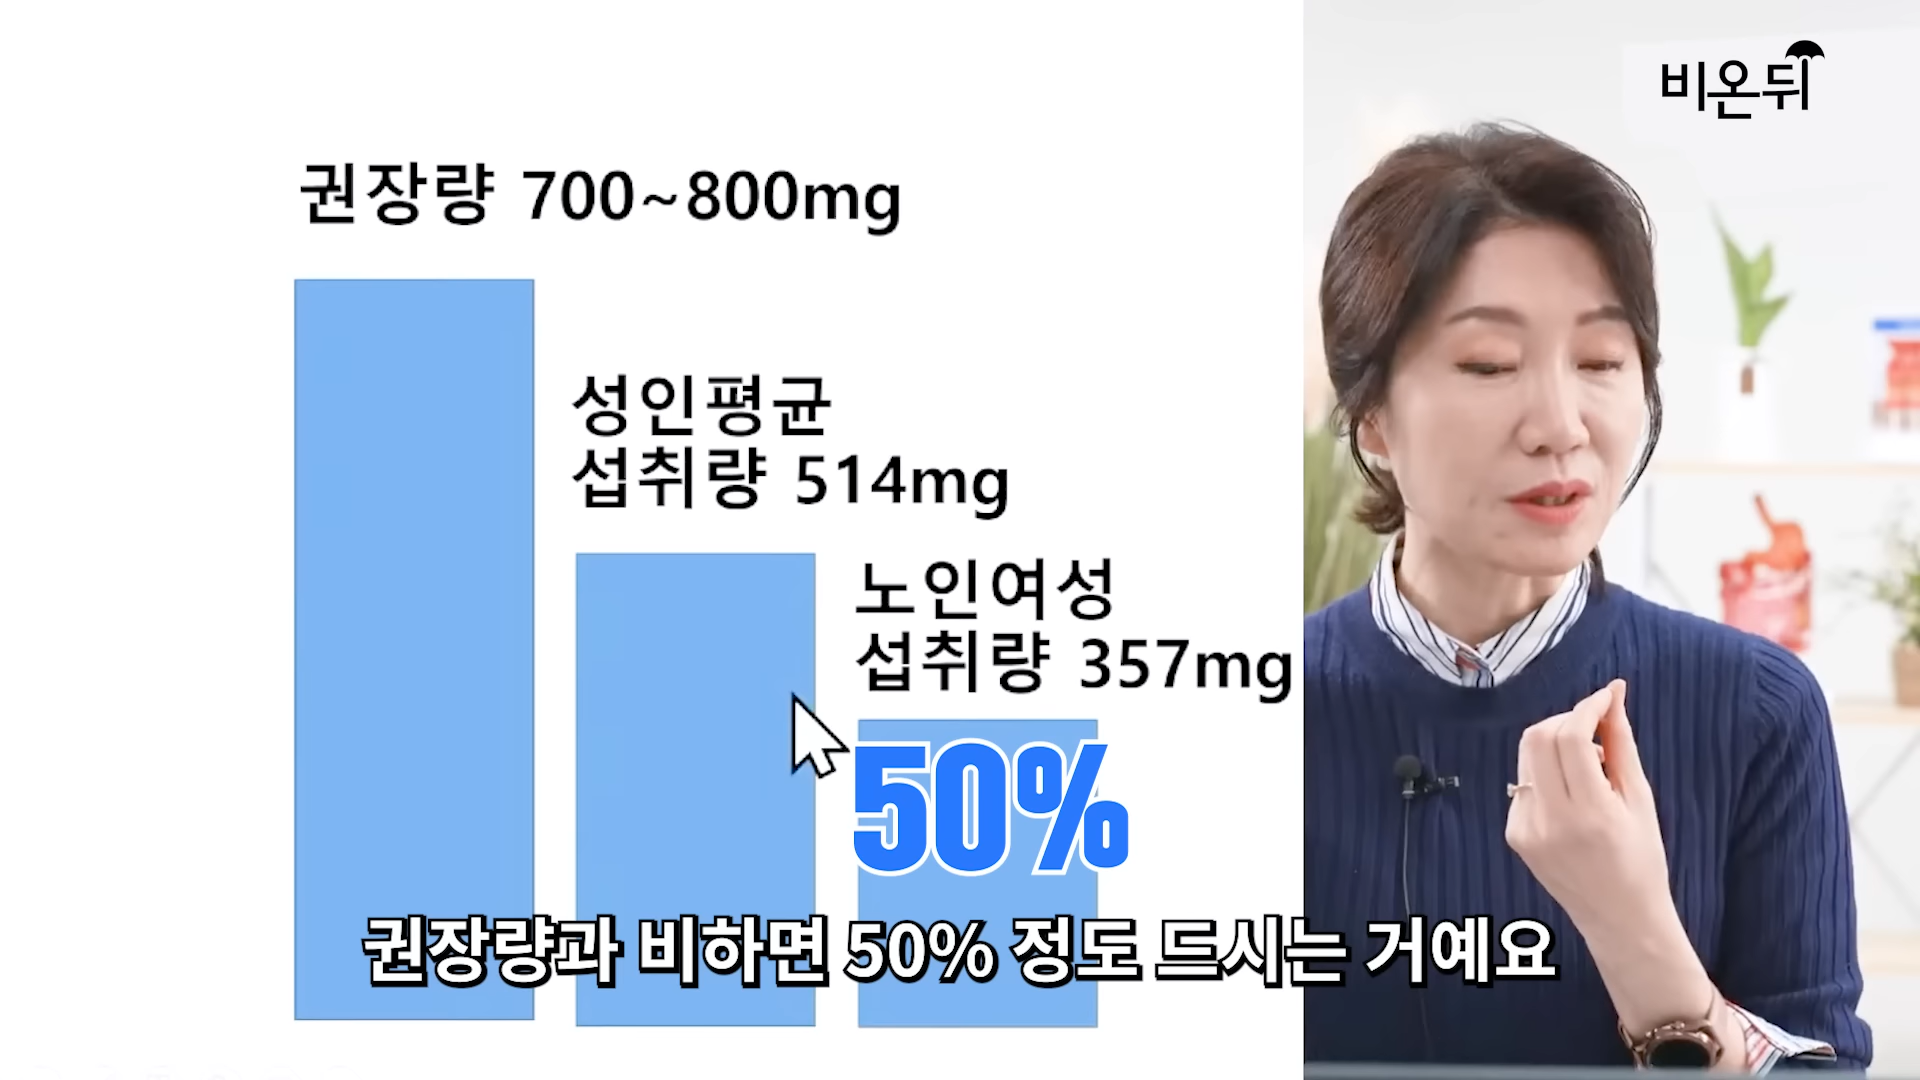 비온뒤
권장량 700~800mg
성인평균
섭취량 514mg
노인여성
섭취량 357mg
50%
권장량과 비하면 50% 정도 드시는 거예요